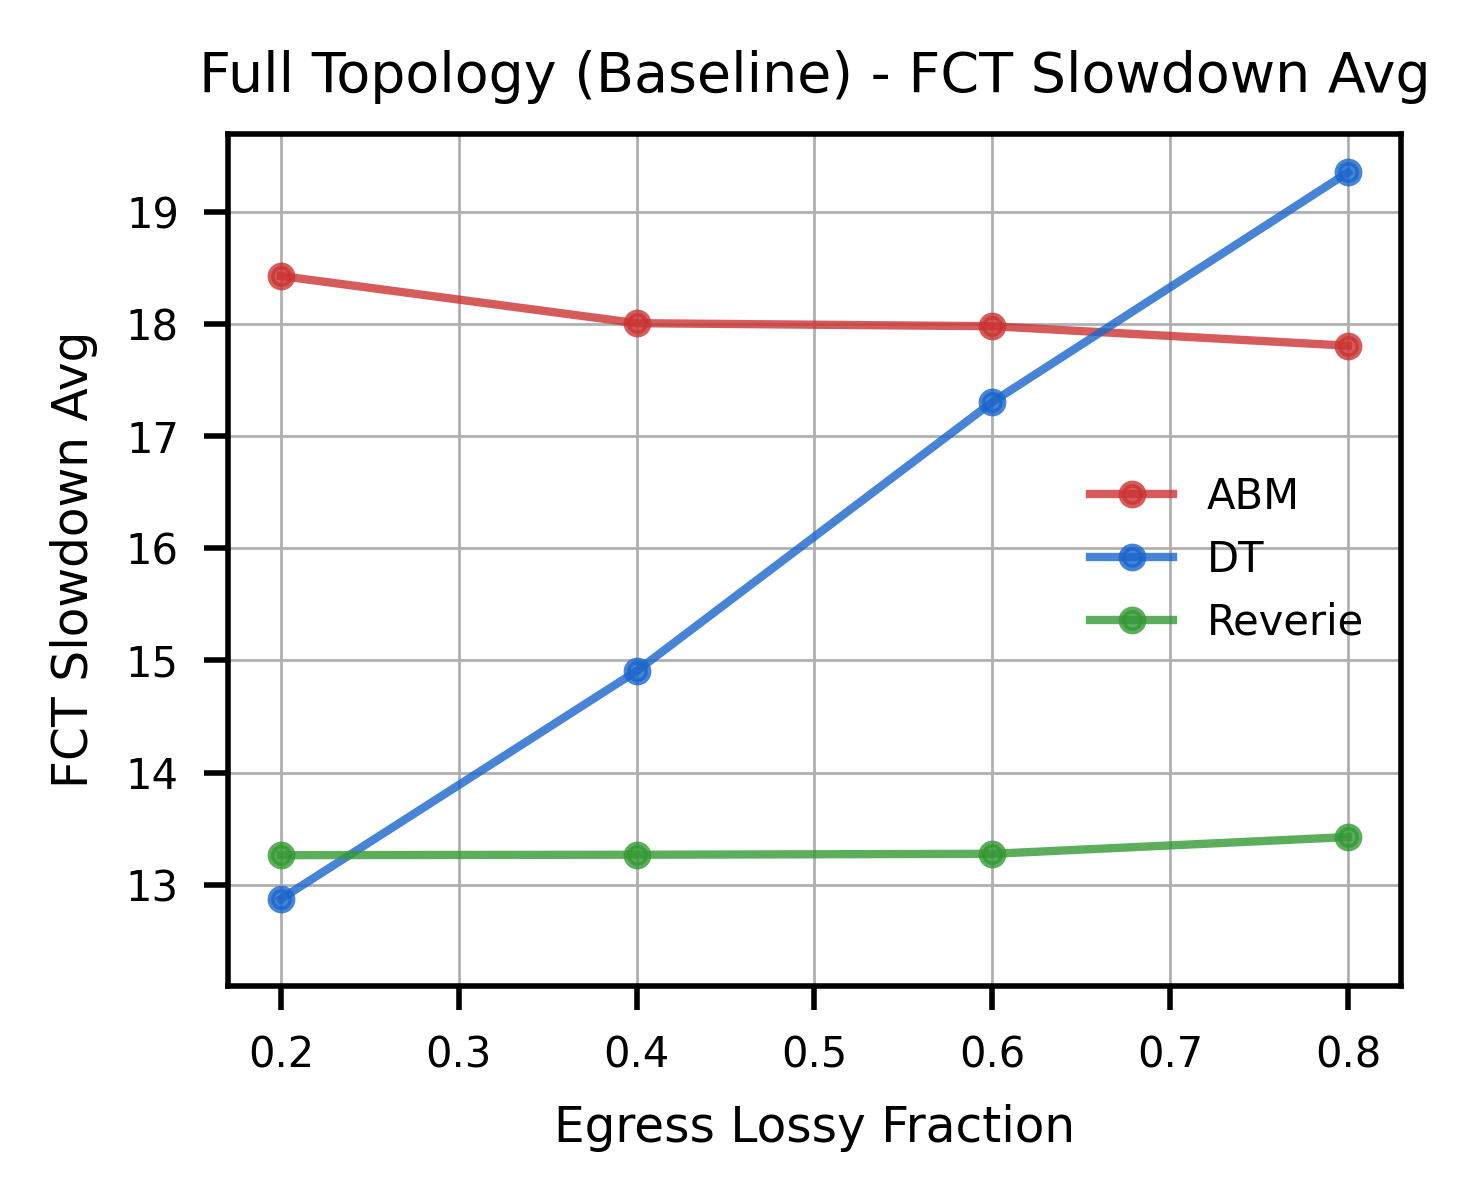 Full Topology (Baseline) - FCT Slowdown Avg
FCT Slowdown Avg
19
18
17
16
15
14
13
ABM
DT
Reverie
0.2 0.3 0.4 0.5 0.6 0.7 0.8
Egress Lossy Fraction